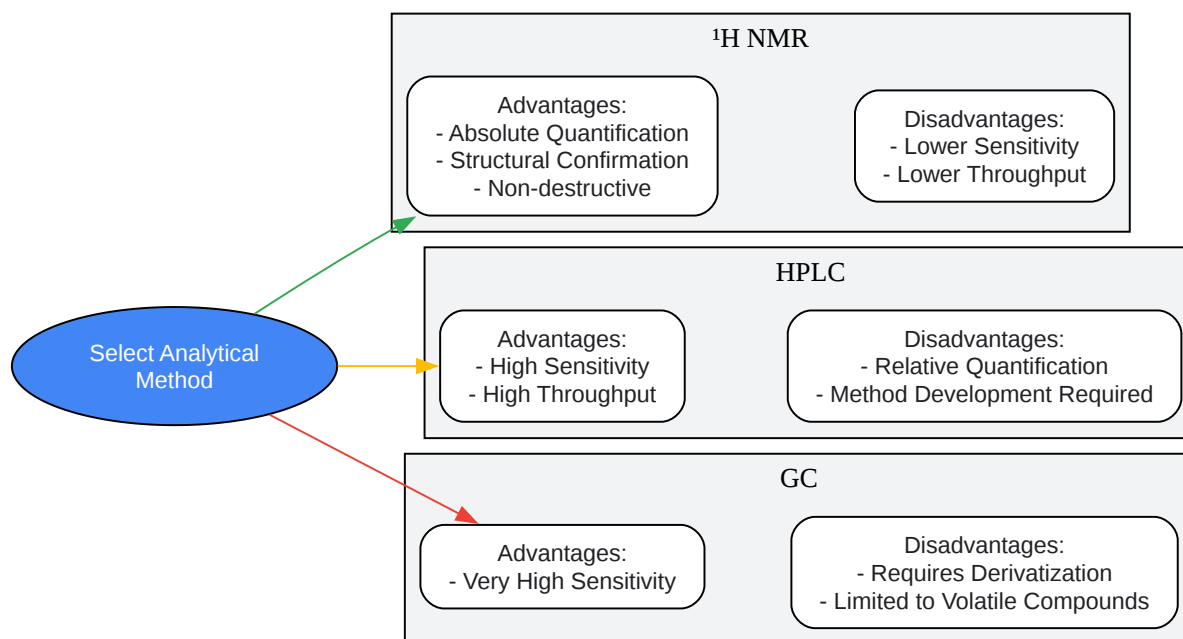 ¹H NMR
Advantages:
- Absolute Quantification
- Structural Confirmation
- Non-destructive
Disadvantages:
- Lower Sensitivity
- Lower Throughput
Select Analytical
Method
HPLC
Advantages:
- High Sensitivity
- High Throughput
Disadvantages:
- Relative Quantification
- Method Development Required
GC
Advantages:
- Very High Sensitivity
Disadvantages:
- Requires Derivatization
- Limited to Volatile Compounds